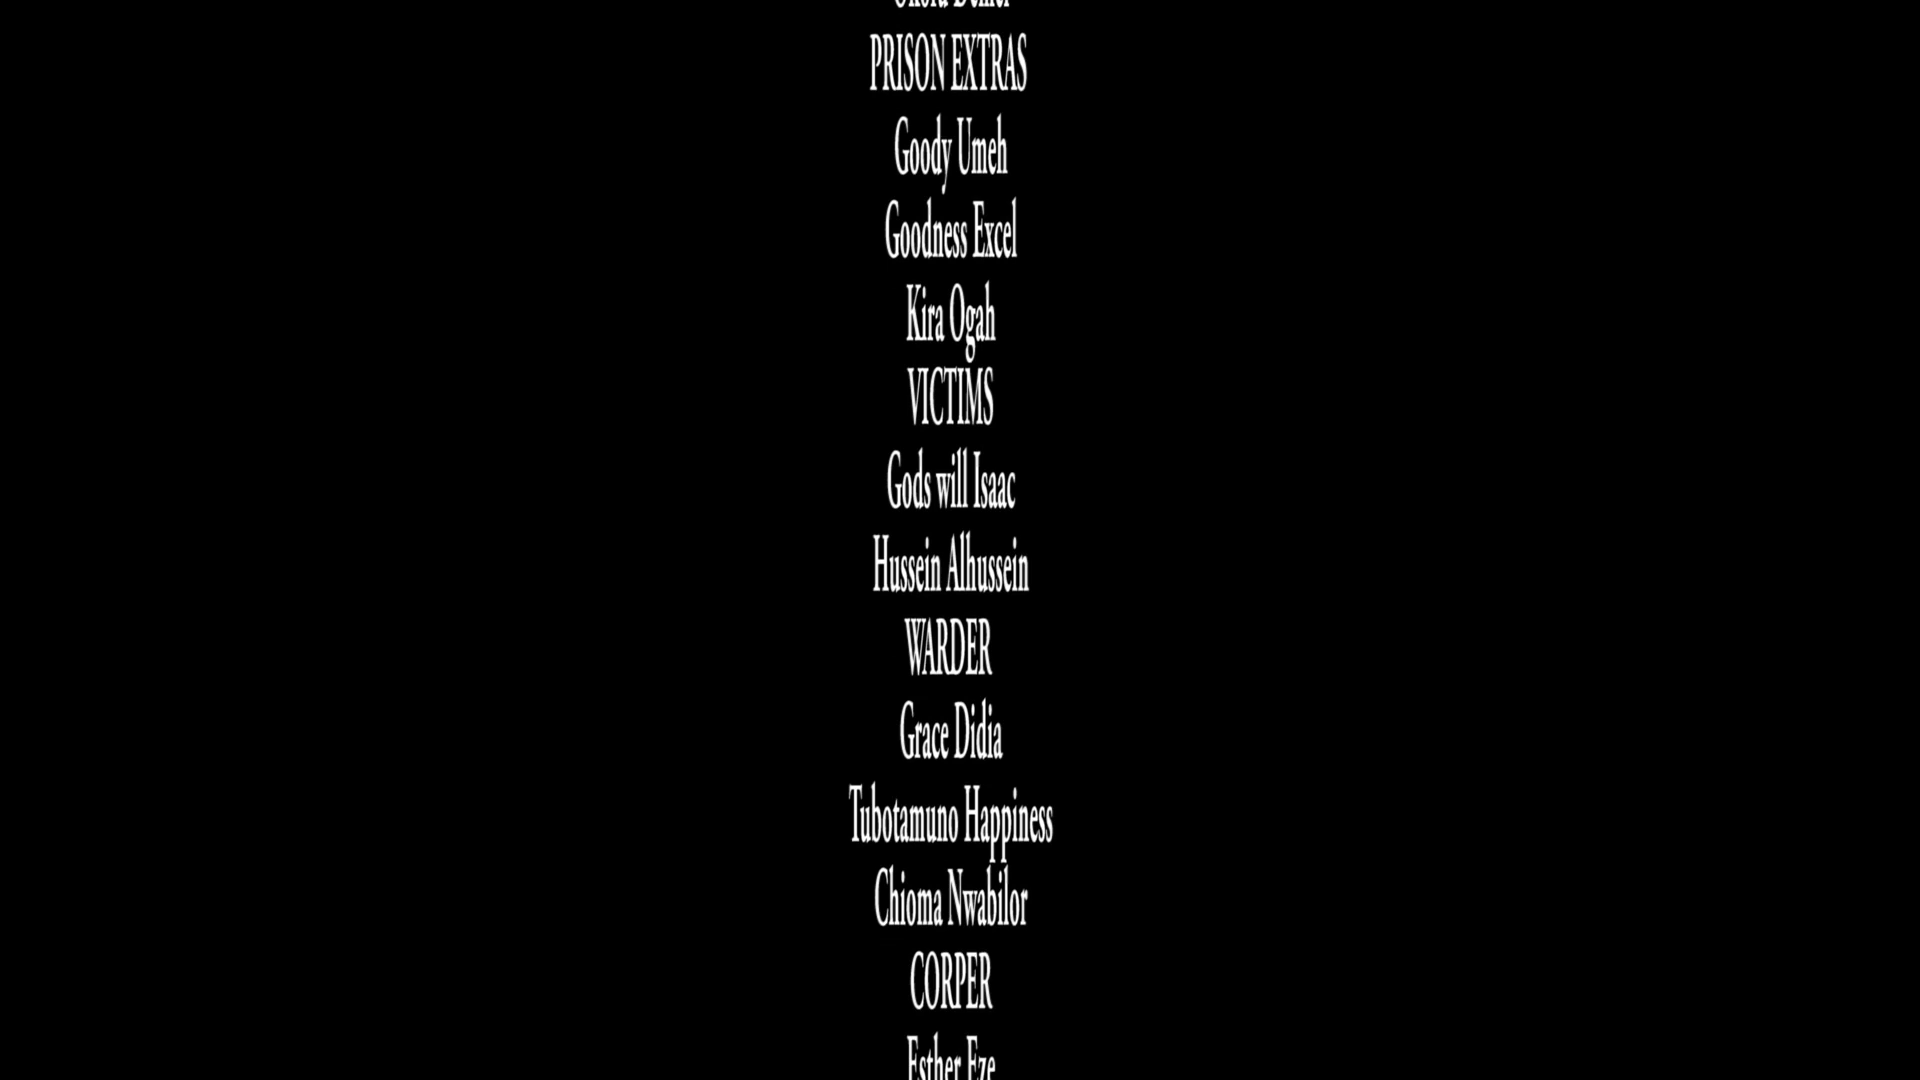 PRISON EXTRAS
Goody Umeh
Goodness Excel
Kira Ogah
VICTIMS
Gods will Isaac
Hussein Alhussein
WARDER
Grace Didia
Tubotamuno Happiness
Chioma Nwabilor
CORPER
Esther Eze